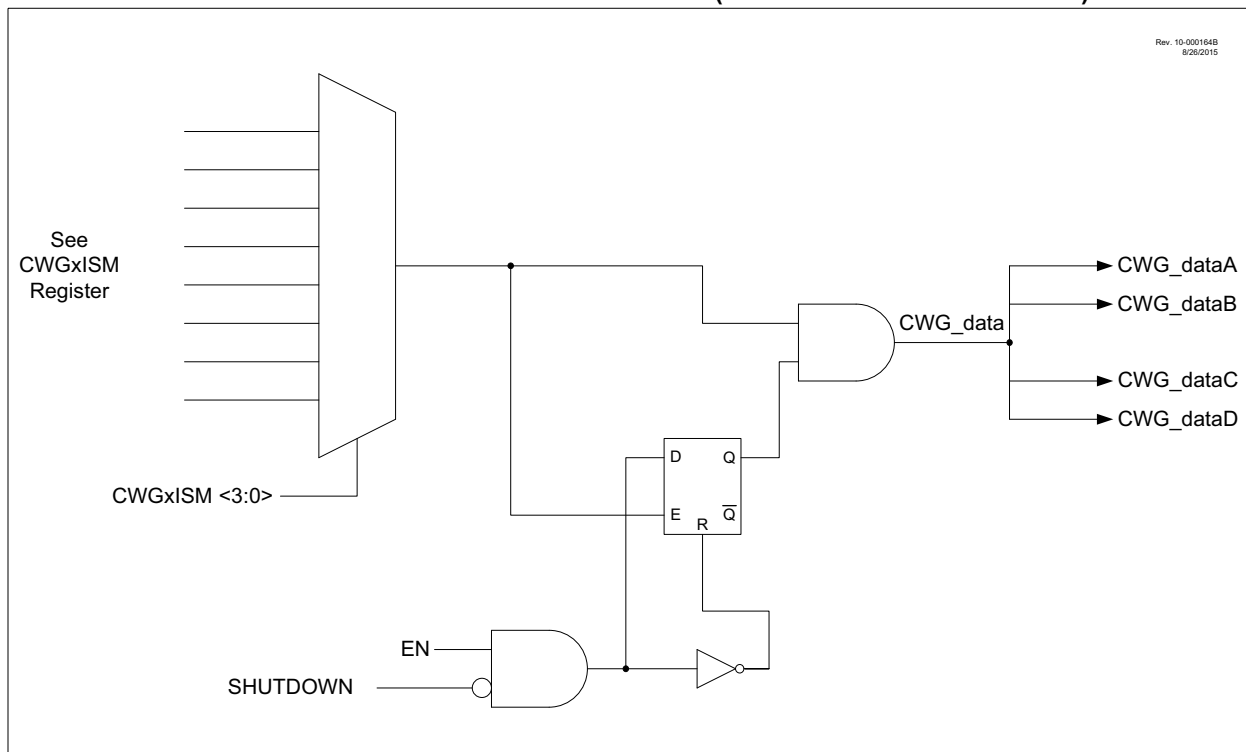 Rev. 10-000164B
8/26/2015
See
CWGxISM
Register
CWGxISM <3:0>
D
Q
E
R
Q
EN
SHUTDOWN
CWG_data
CWG_dataA
CWG_dataB
CWG_dataC
CWG_dataD